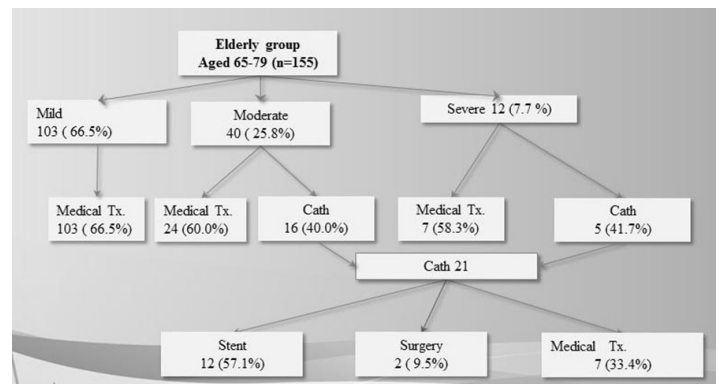 Elderly group
Aged 65-79 (n=155)
Mild
103 ( 66.5%)
Moderate
40 ( 25.8%)
Severe 12 (7.7 %)
Medical Tx.
103 ( 66.5%)
Medical Tx.
24 (60.0%)
Cath
16 (40.0%)
Medical Tx.
7 (58.3%)
Cath
5 (41.7%)
Cath 21
Stent
12 (57.1%)
Surgery
2 ( 9.5%)
Medical Tx.
7 (33.4%)